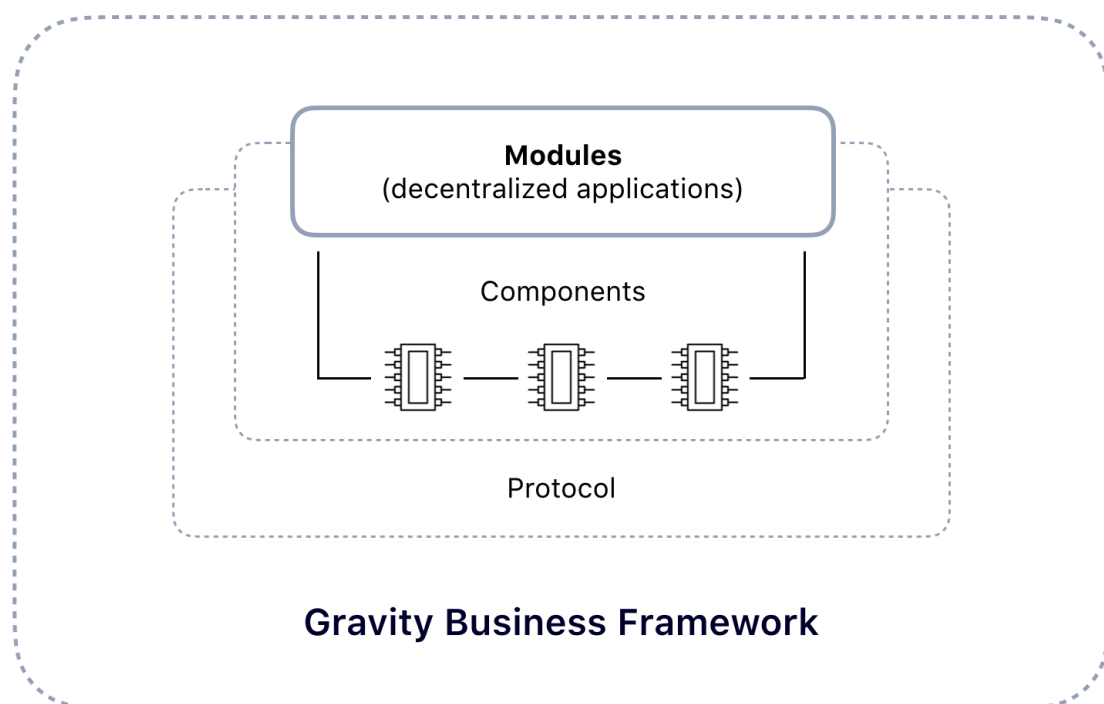 Modules
(decentralized applications)
Components
Protocol
Gravity Business Framework